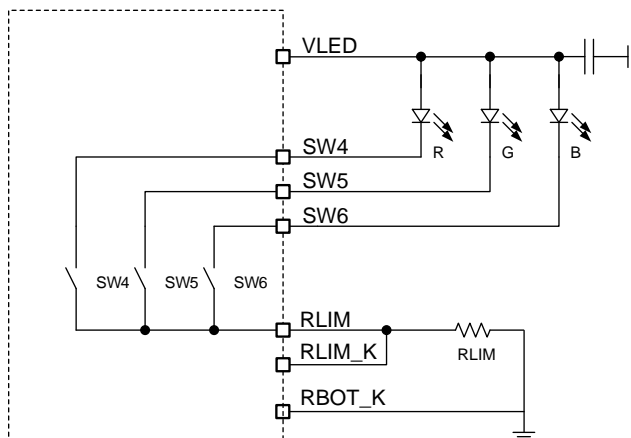 VLED
R G B
SW4
SW5
SW6
SW4 SW5 SW6
RLIM
RLIM_K
RLIM
RBOT_K